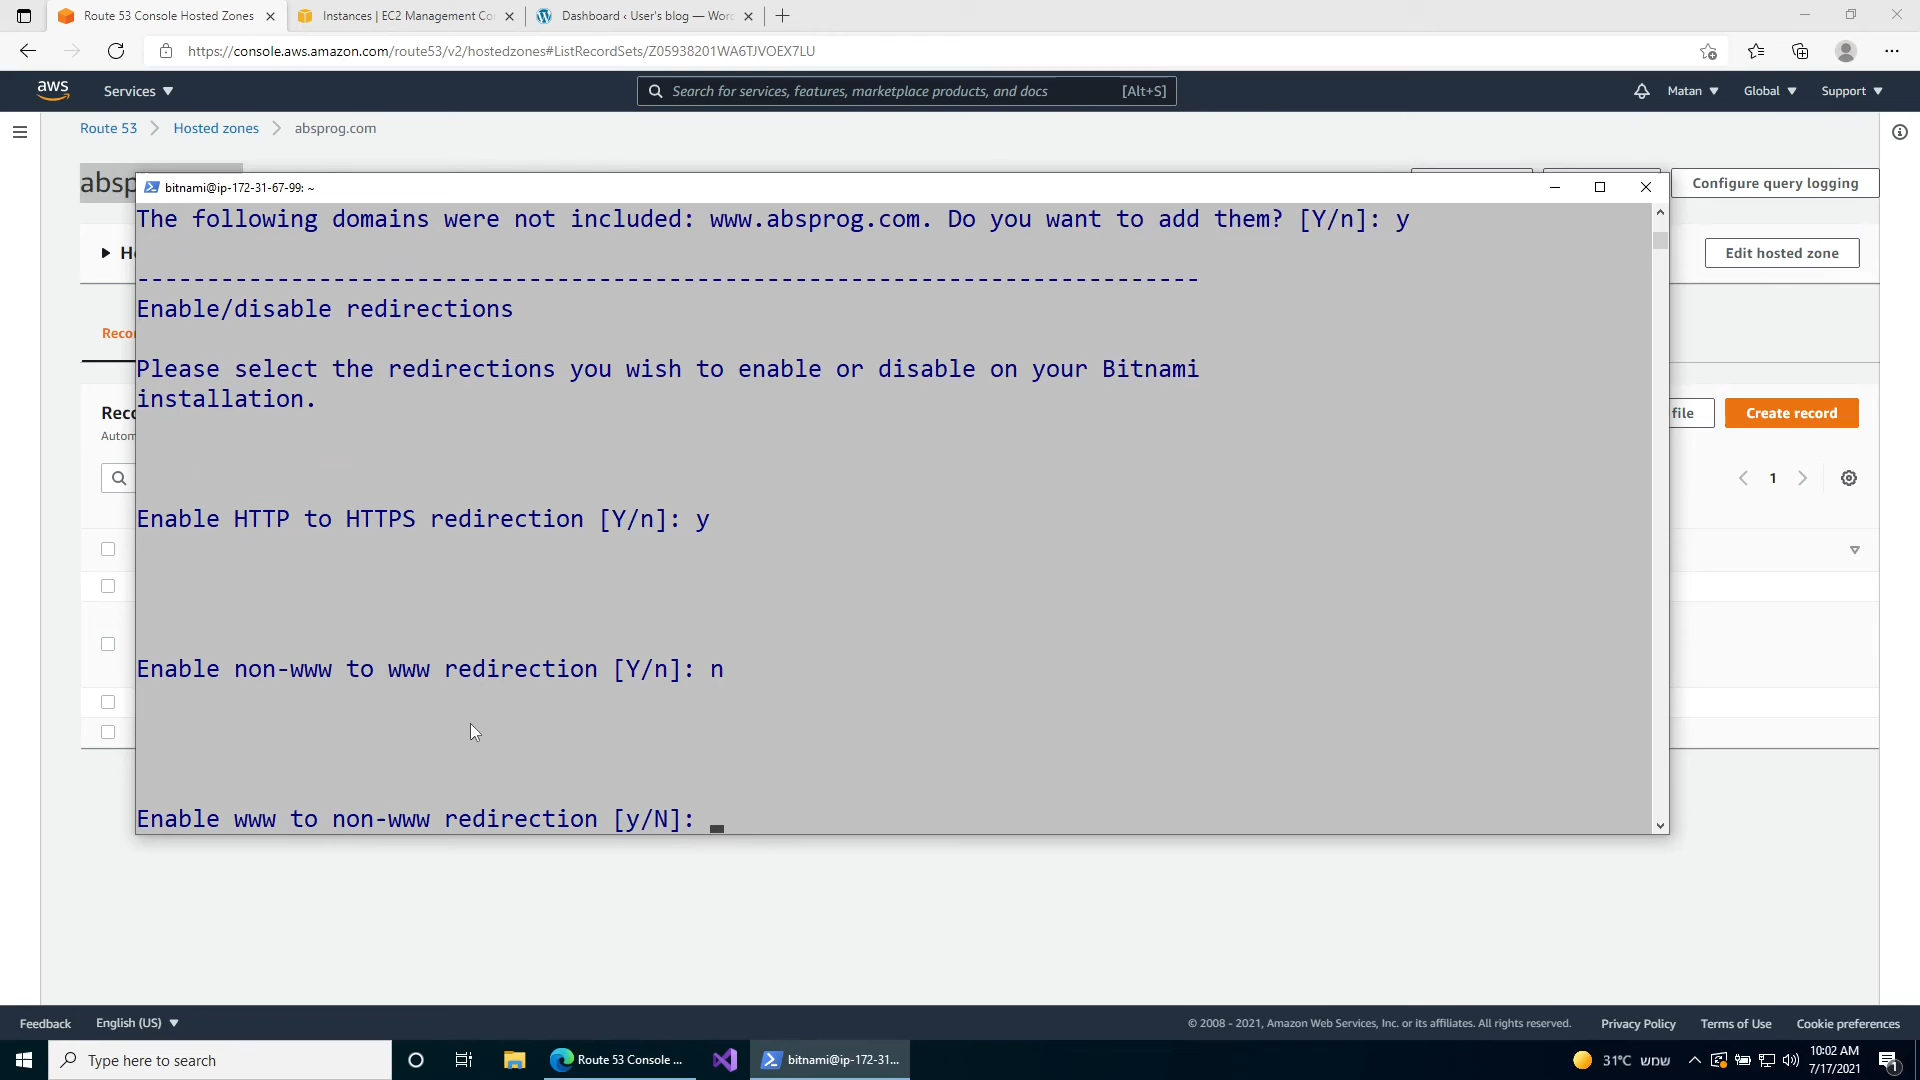 Route 53 Console Hosted Zones
Instances | EC2 Management Co
Dashboard ‹ User's blog — Worc
https://console.aws.amazon.com/route53/v2/hostedzones#ListRecordSets/Z05938201WA6TJVOEX7LU
aws
Services
Search for services, features, marketplace products, and docs
[Alt+S]
Matan
Global
Support
Route 53
Hosted zones
absprog.com
absp
bitnami@ip-172-31-67-99: ~
Configure query logging
The following domains were not included: www.absprog.com. Do you want to add them? [Y/n]: y
Edit hosted zone
----------------------------------------------------------------------------
Enable/disable redirections
Recor
Please select the redirections you wish to enable or disable on your Bitnami
installation.
Reco
file
Create record
Autom
1
Enable HTTP to HTTPS redirection [Y/n]: y
Enable non-www to www redirection [Y/n]: n
Enable www to non-www redirection [y/N]:
Feedback
English (US)
© 2008 - 2021, Amazon Web Services, Inc. or its affiliates. All rights reserved.
Privacy Policy
Terms of Use
Cookie preferences
Type here to search
Route 53 Console ...
bitnami@ip-172-31...
31°C שמש
10:02 AM
7/17/2021
1